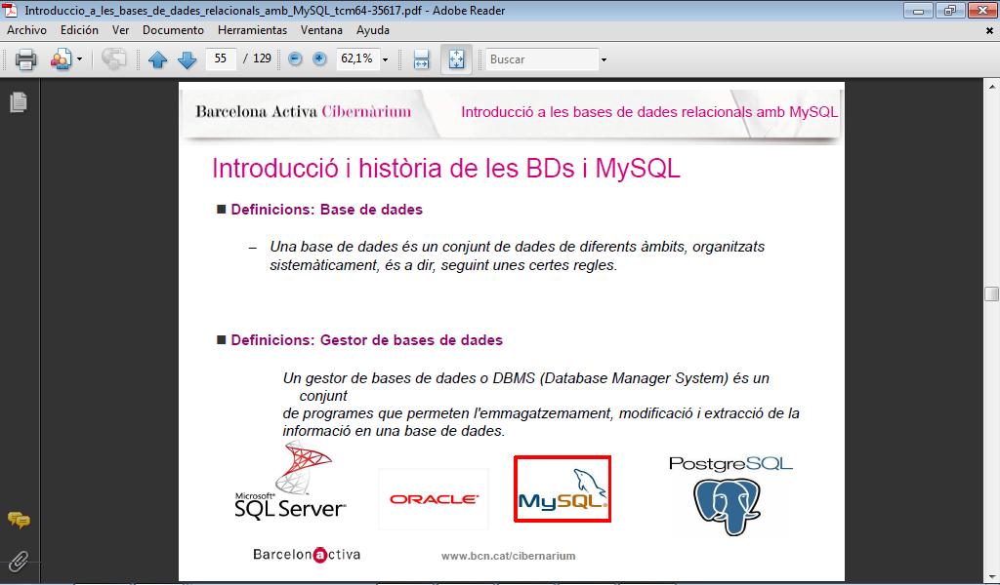 Introduccio_a_les_bases_de_dades_relacionals_amb_MySQL_tcm64-35617.pdf - Adobe Reader
Archivo Edición Ver Documento Herramientas Ventana Ayuda
55 / 129 62,1% Buscar
Barcelona Activa Cibernàrium
Introducció a les bases de dades relacionals amb MySQL
Introducció i història de les BDs i MySQL
Definicions: Base de dades
– Una base de dades és un conjunt de dades de diferents àmbits, organitzats
sistemàticament, és a dir, seguint unes certes regles.
Definicions: Gestor de bases de dades
Un gestor de bases de dades o DBMS (Database Manager System) és un
conjunt
de programes que permeten l'emmagatzemament, modificació i extracció de la
informació en una base de dades.
Microsoft®
SQL Server®
ORACLE®
MySQL®
PostgreSQL
Barcelonactiva
www.bcn.cat/cibernarium